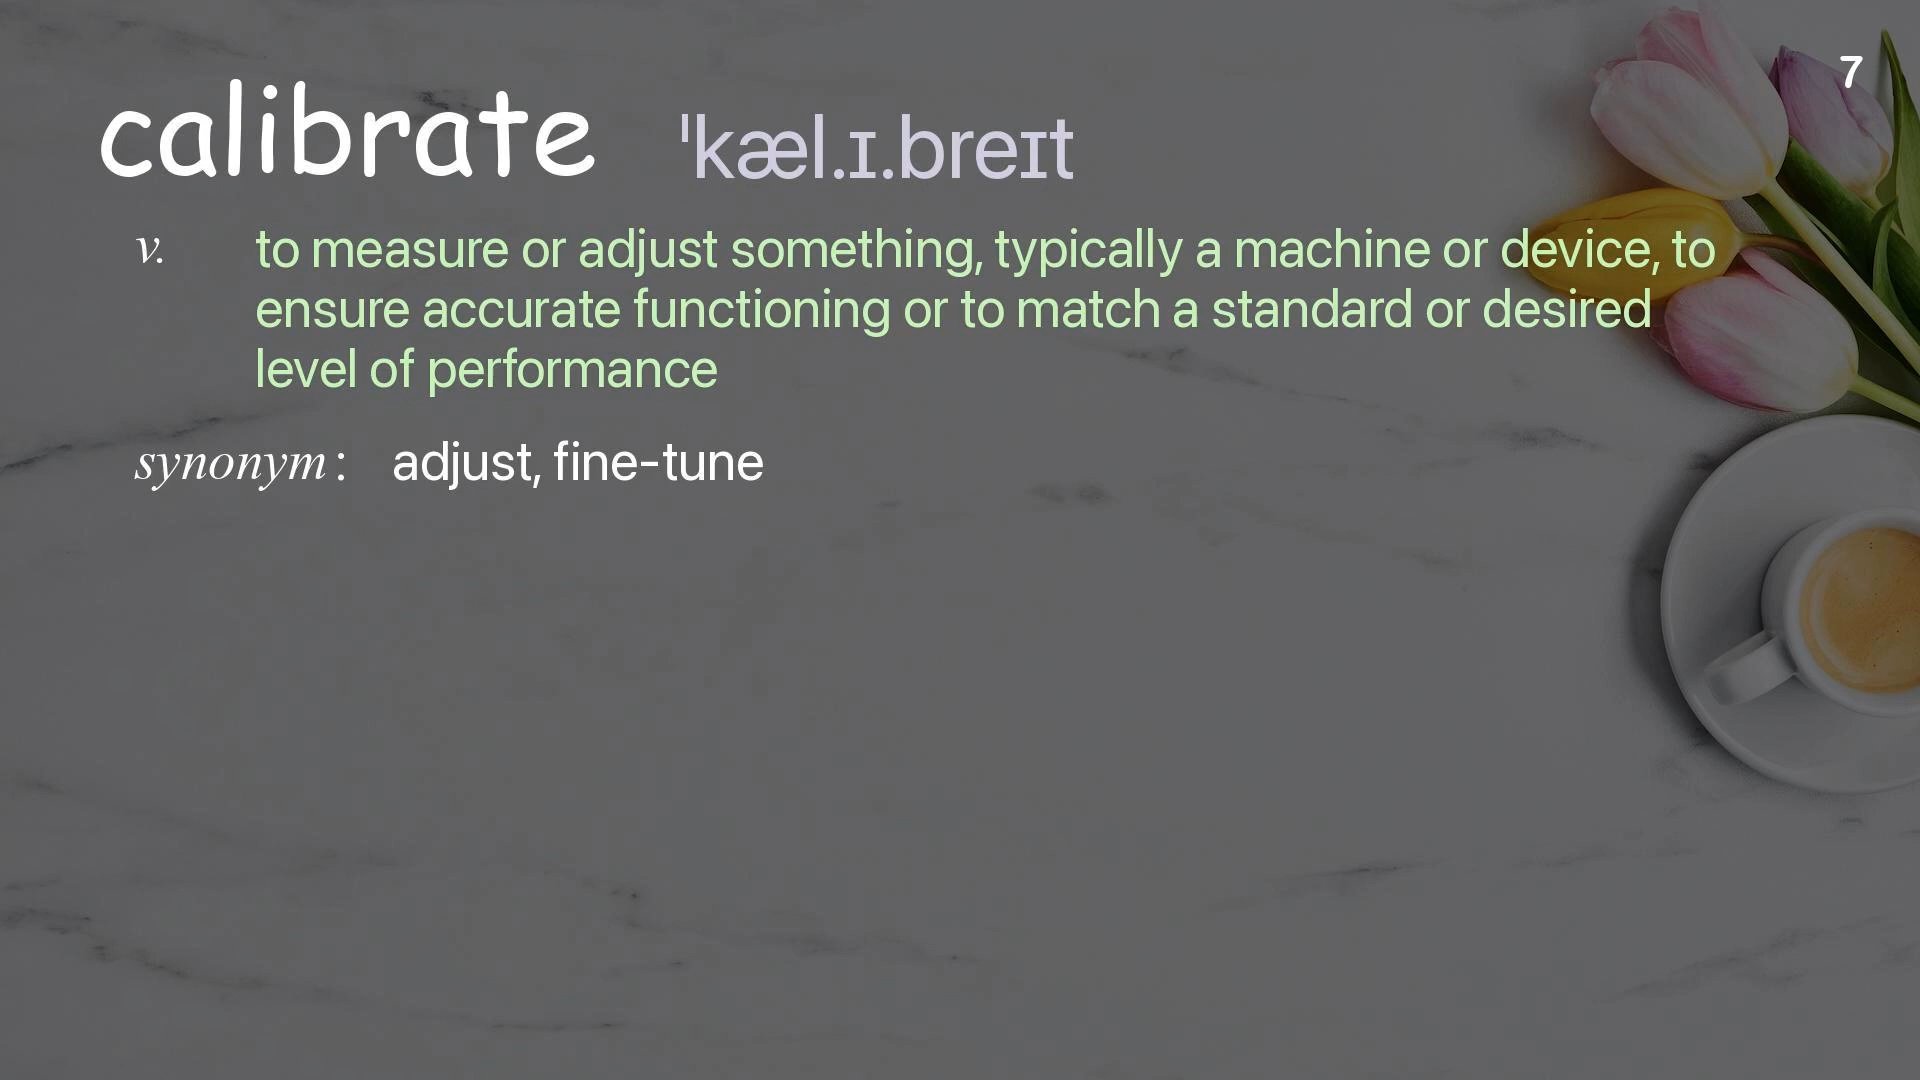 7
calibrate ˈkæl.ɪ.breɪt
v. to measure or adjust something, typically a machine or device, to
ensure accurate functioning or to match a standard or desired
level of performance
synonym: adjust, fine-tune